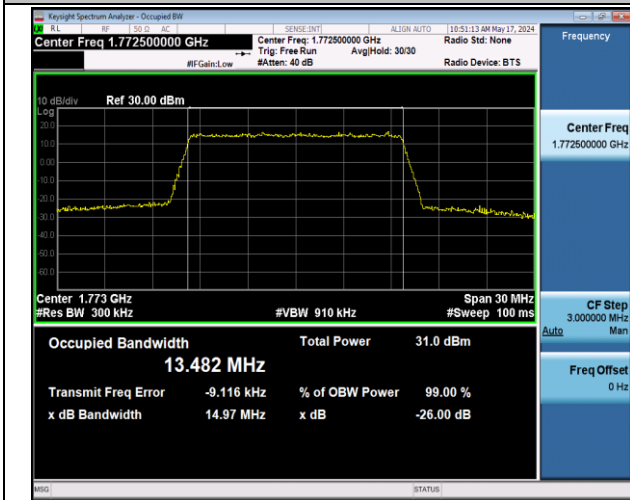 Keysight Spectrum Analyzer - Occupied BW
RL RF 50 Ω AC SENSE:INT ALIGN AUTO 10:51:13 AM May 17, 2024
Center Freq 1.772500000 GHz
Center Freq: 1.772500000 GHz
Radio Std: None
Trig: Free Run Avg|Hold: 30/30
#IFGain:Low #Atten: 40 dB Radio Device: BTS
Frequency
10 dB/div Ref 30.00 dBm
Log
20.0
10.0
0.00
-10.0
-20.0
-30.0
-40.0
-50.0
-60.0
Center 1.773 GHz Span 30 MHz
#Res BW 300 kHz #VBW 910 kHz #Sweep 100 ms
Center Freq
1.772500000 GHz
CF Step
3.000000 MHz
Auto Man
Freq Offset
0 Hz
Occupied Bandwidth Total Power 31.0 dBm
13.482 MHz
Transmit Freq Error -9.116 kHz % of OBW Power 99.00 %
x dB Bandwidth 14.97 MHz x dB -26.00 dB
MSG STATUS